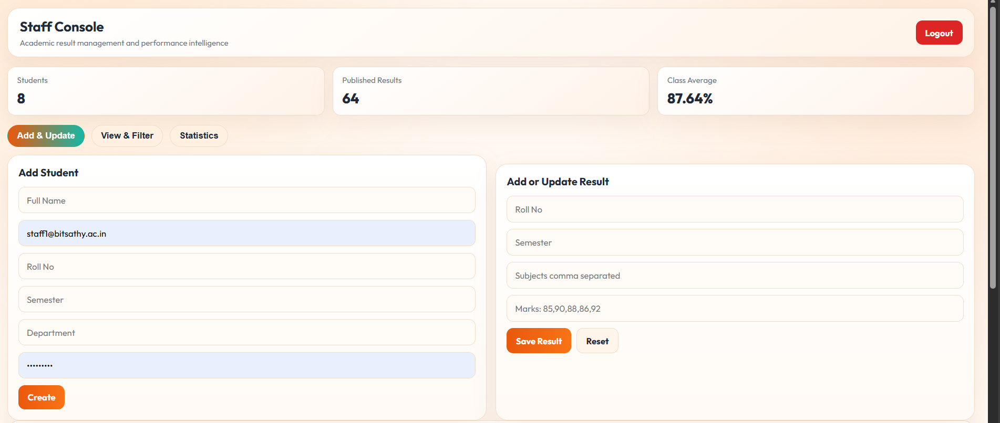 Staff Console
Academic result management and performance intelligence
Logout
Students
8
Published Results
64
Class Average
87.64%
Add & Update
View & Filter
Statistics
Add Student
Full Name
staff1@bitsathy.ac.in
Roll No
Semester
Department
•••••••••
Create
Add or Update Result
Roll No
Semester
Subjects comma separated
Marks: 85,90,88,86,92
Save Result
Reset